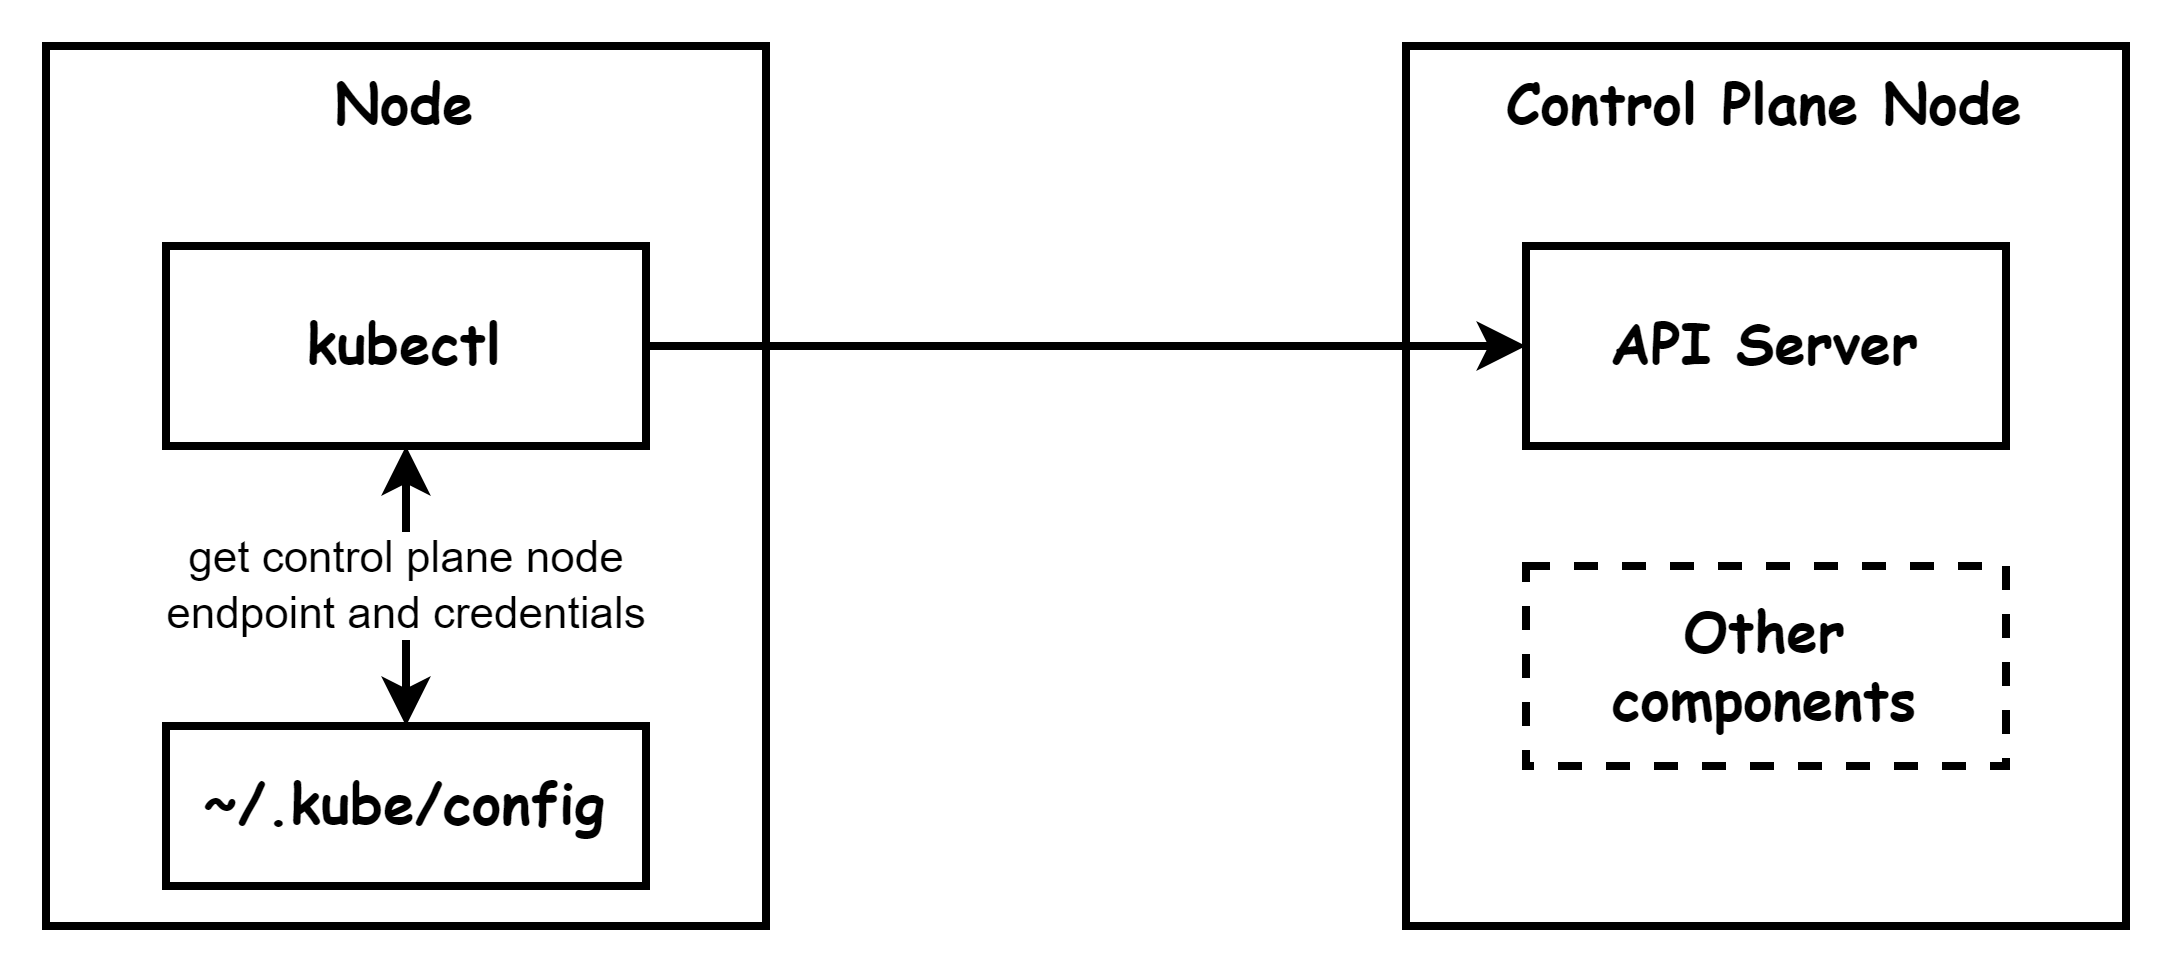 Node
Control Plane Node
kubectl
API Server
get control plane node
endpoint and credentials
Other
components
~/.kube/config